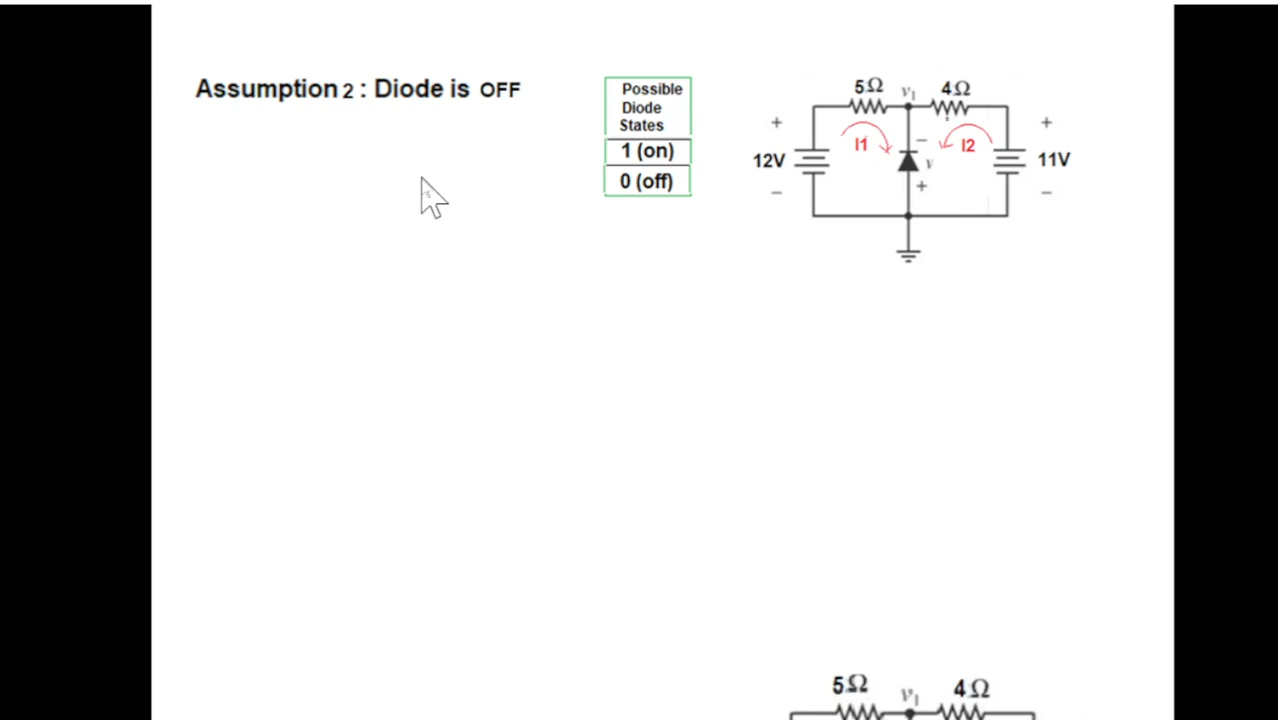 Assumption 2 : Diode is OFF
Possible
Diode
States
1 (on)
0 (off)
5Ω v₁ 4Ω
+ +
I1 − I2
12V v 11V
− + −
5Ω v₁ 4Ω